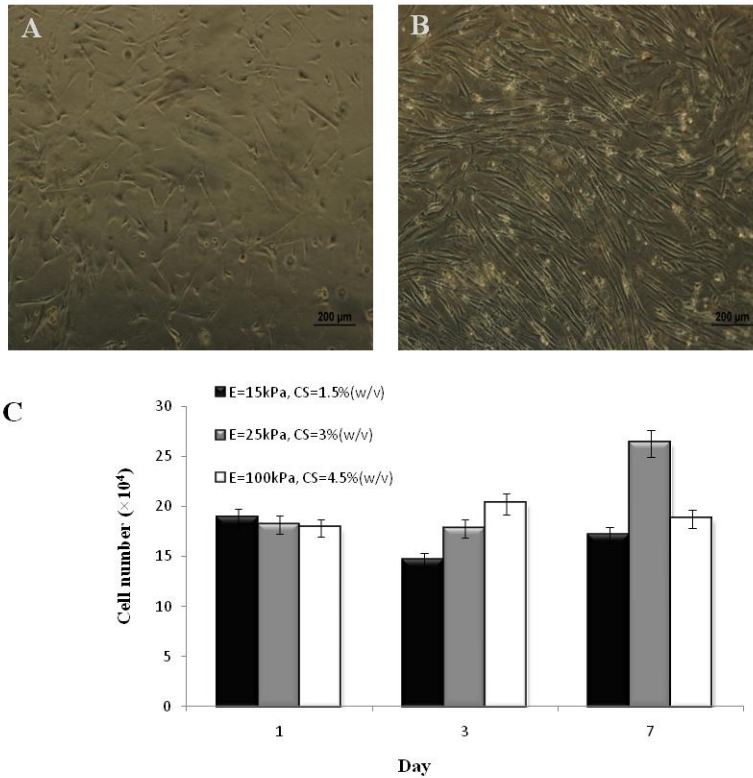 A
B
200 µm
200 µm
C
E=15kPa, CS=1.5%(w/v)
E=25kPa, CS=3%(w/v)
E=100kPa, CS=4.5%(w/v)
Cell number (×10⁴)
30
25
20
15
10
5
0
1
3
7
Day